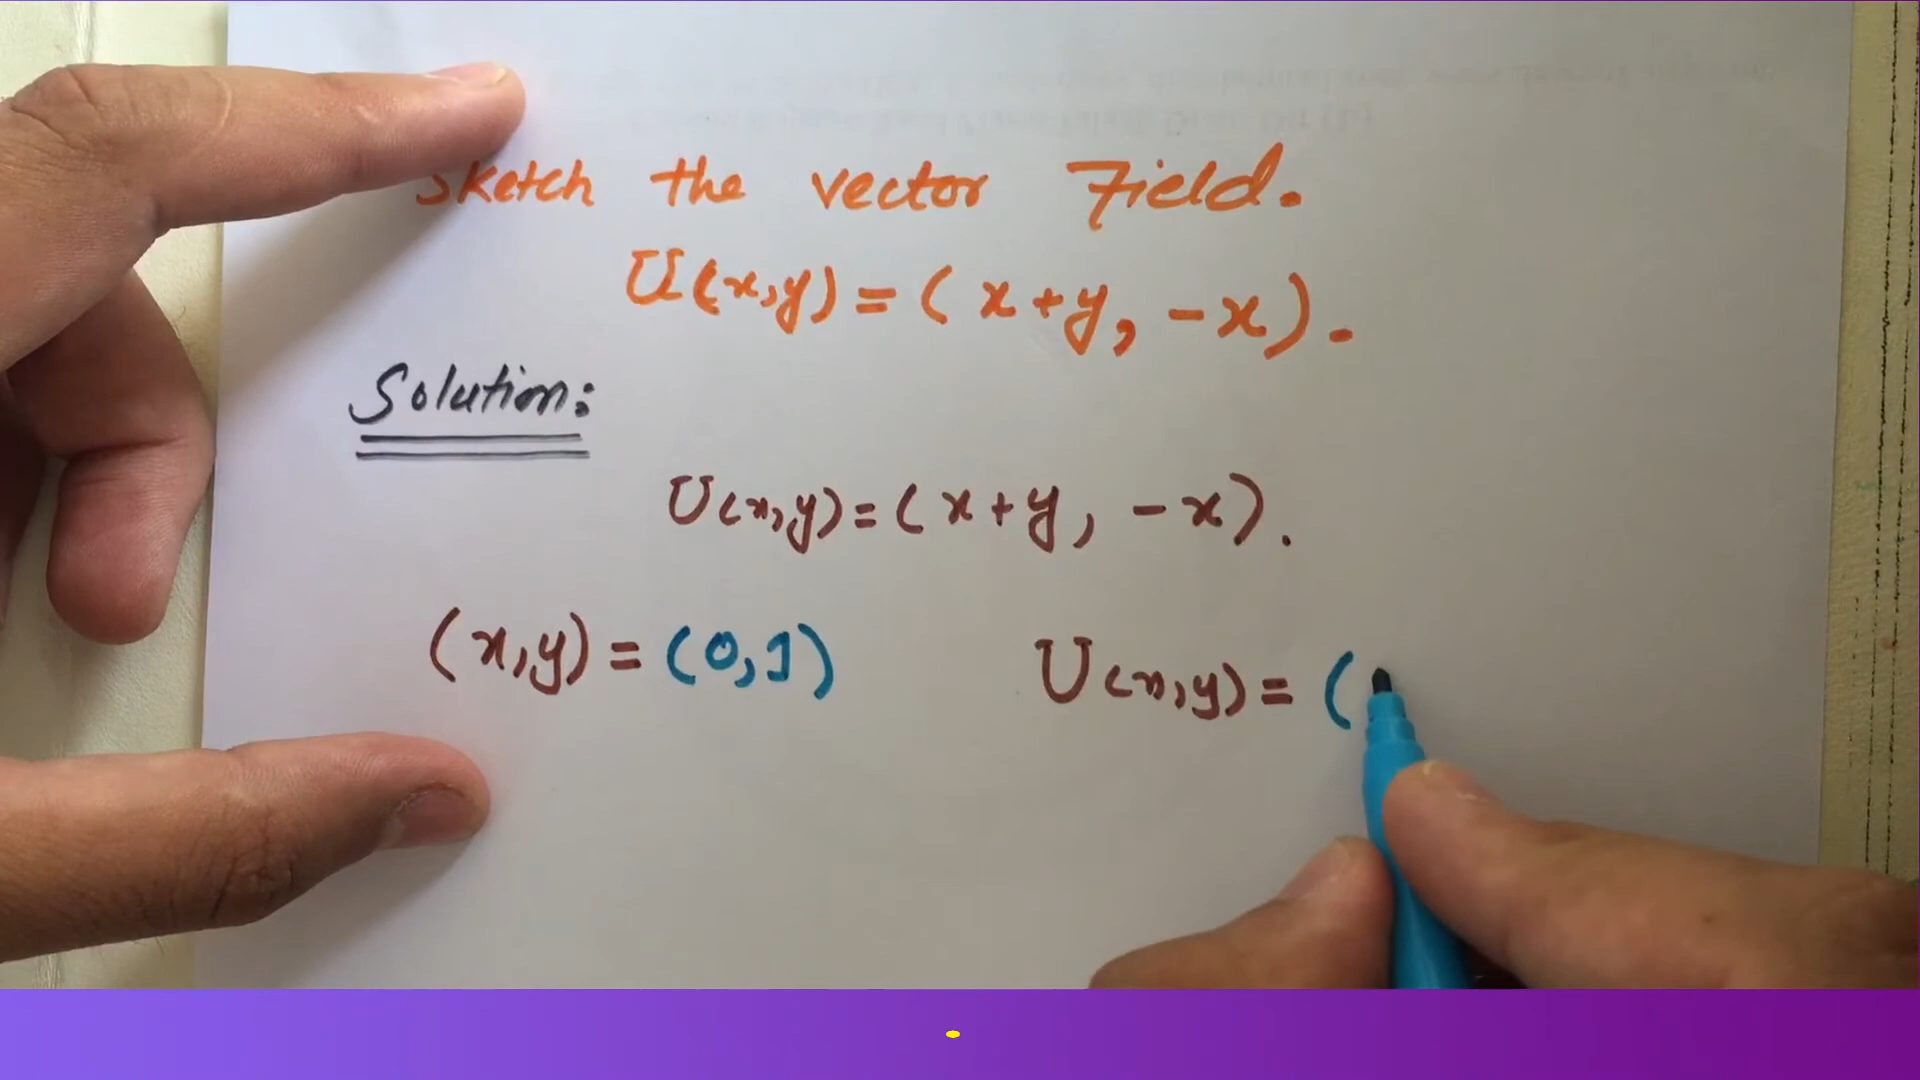 Sketch the vector Field.
U(x,y) = (x+y, -x).
Solution:
U(x,y) = (x+y, -x).
(x,y) = (0,1) U(x,y) = (